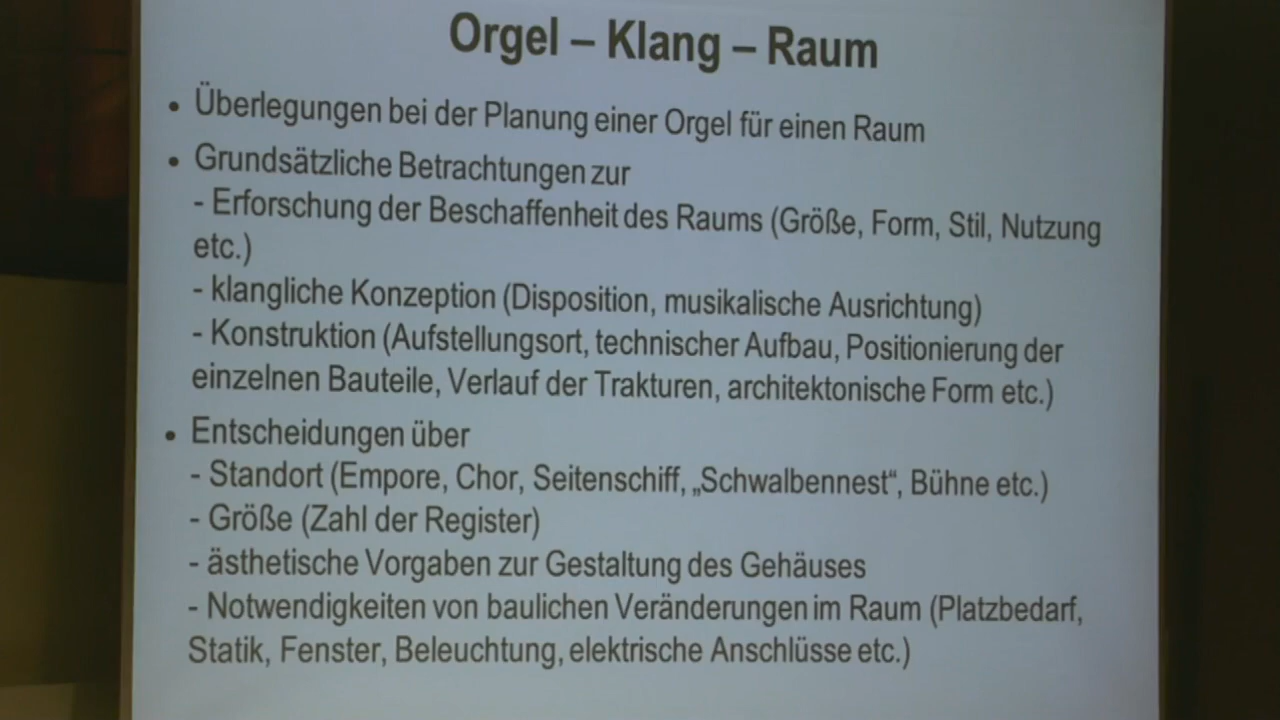 Orgel – Klang – Raum
• Überlegungen bei der Planung einer Orgel für einen Raum
• Grundsätzliche Betrachtungen zur
- Erforschung der Beschaffenheit des Raums (Größe, Form, Stil, Nutzung
etc.)
- klangliche Konzeption (Disposition, musikalische Ausrichtung)
- Konstruktion (Aufstellungsort, technischer Aufbau, Positionierung der
einzelnen Bauteile, Verlauf der Trakturen, architektonische Form etc.)
• Entscheidungen über
- Standort (Empore, Chor, Seitenschiff, „Schwalbennest“, Bühne etc.)
- Größe (Zahl der Register)
- ästhetische Vorgaben zur Gestaltung des Gehäuses
- Notwendigkeiten von baulichen Veränderungen im Raum (Platzbedarf,
Statik, Fenster, Beleuchtung, elektrische Anschlüsse etc.)